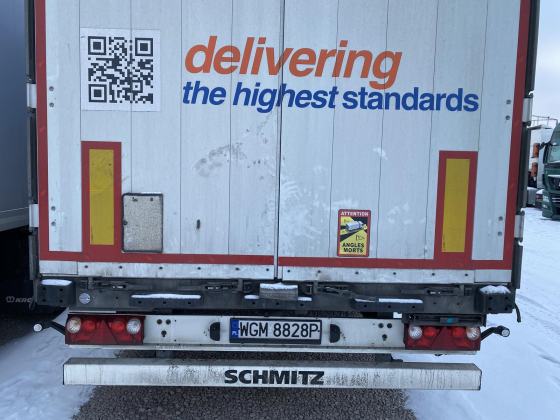 delivering
the highest standards
ATTENTION
ANGLES
MORTS
WGM 8828P
SCHMITZ